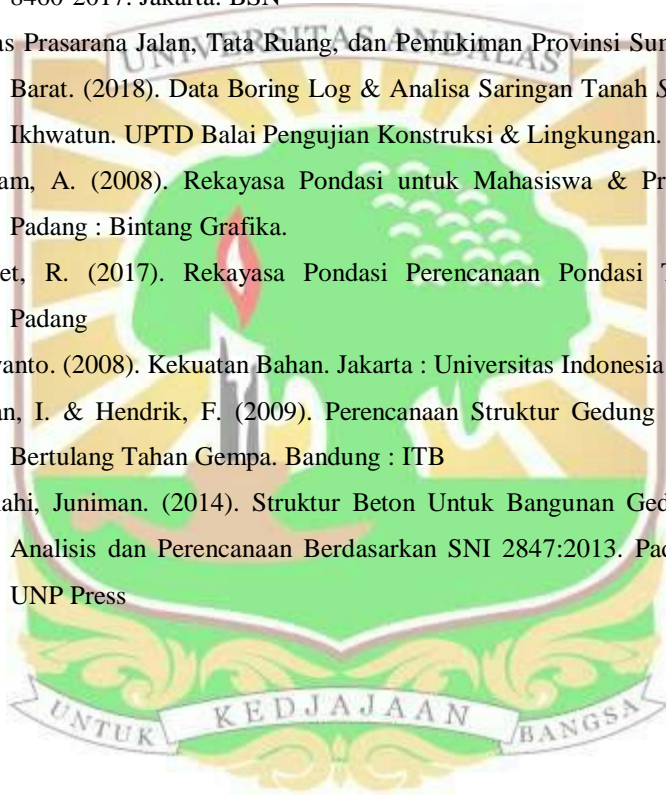 8460-2017. Jakarta: BSN
UNIVERSITAS ANDALAS
as Prasarana Jalan, Tata Ruang, dan Pemukiman Provinsi Sum
Barat. (2018). Data Boring Log & Analisa Saringan Tanah S
Ikhwatun. UPTD Balai Pengujian Konstruksi & Lingkungan.
am, A. (2008). Rekayasa Pondasi untuk Mahasiswa & Pr
Padang : Bintang Grafika.
et, R. (2017). Rekayasa Pondasi Perencanaan Pondasi T
Padang
vanto. (2008). Kekuatan Bahan. Jakarta : Universitas Indonesia
an, I. & Hendrik, F. (2009). Perencanaan Struktur Gedung
Bertulang Tahan Gempa. Bandung : ITB
ahi, Juniman. (2014). Struktur Beton Untuk Bangunan Ged
Analisis dan Perencanaan Berdasarkan SNI 2847:2013. Pad
UNP Press
UNTUK KEDJAJAAN BANGSA